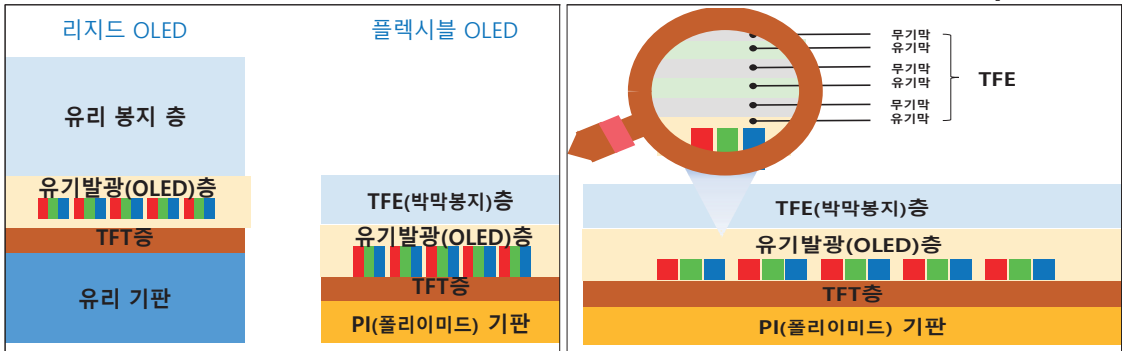 리지드 OLED
유리 봉지 층
유기발광(OLED)층
TFT층
유리 기판
플렉시블 OLED
TFE(박막봉지)층
유기발광(OLED)층
TFT층
PI(폴리이미드) 기판
무기막
유기막
무기막
유기막
무기막
유기막
TFE
TFE(박막봉지)층
유기발광(OLED)층
TFT층
PI(폴리이미드) 기판